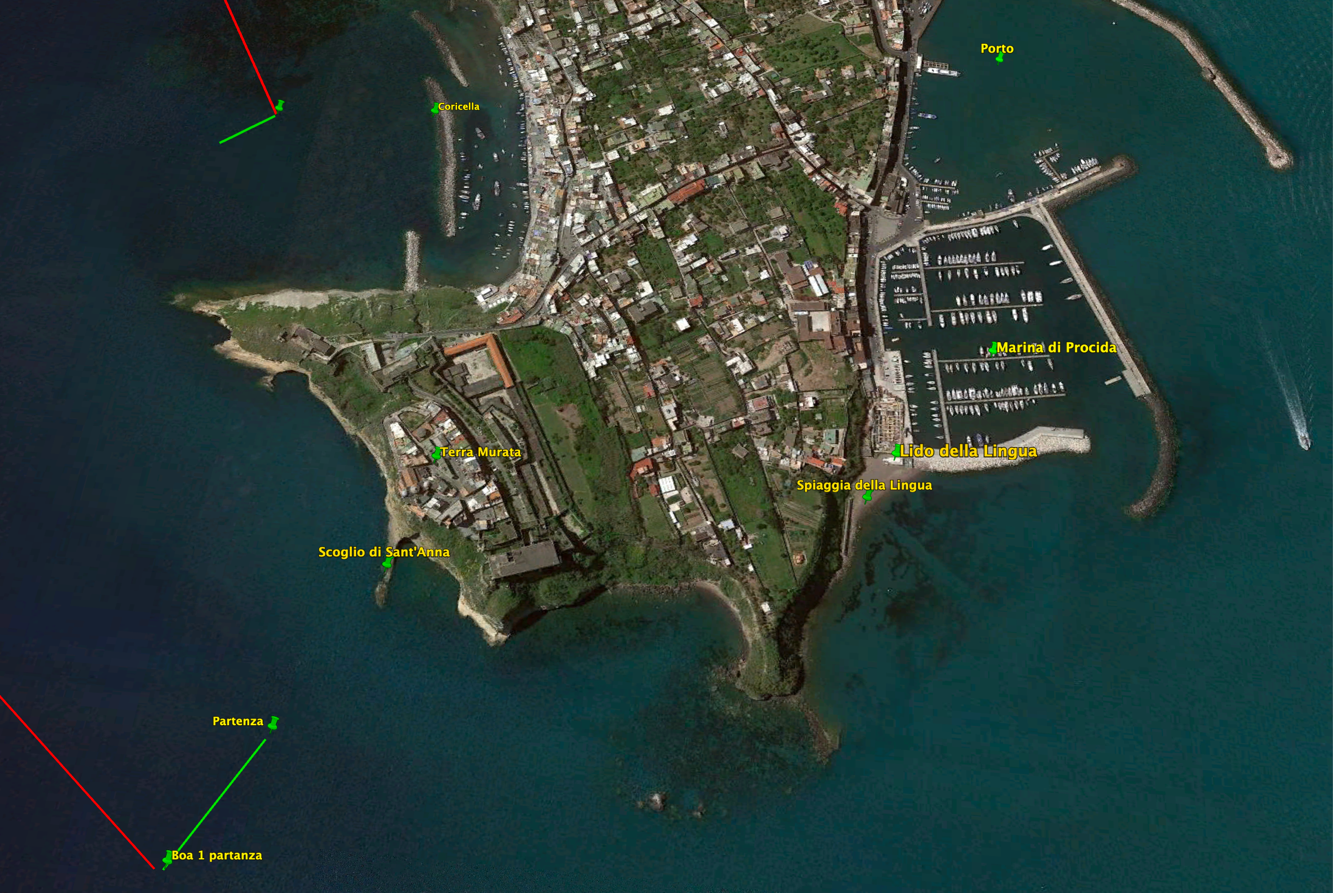 Porto
Coricella
Marina di Procida
Terra Murata
Lido della Lingua
Spiaggia della Lingua
Scoglio di Sant'Anna
Partenza
Boa 1 partanza